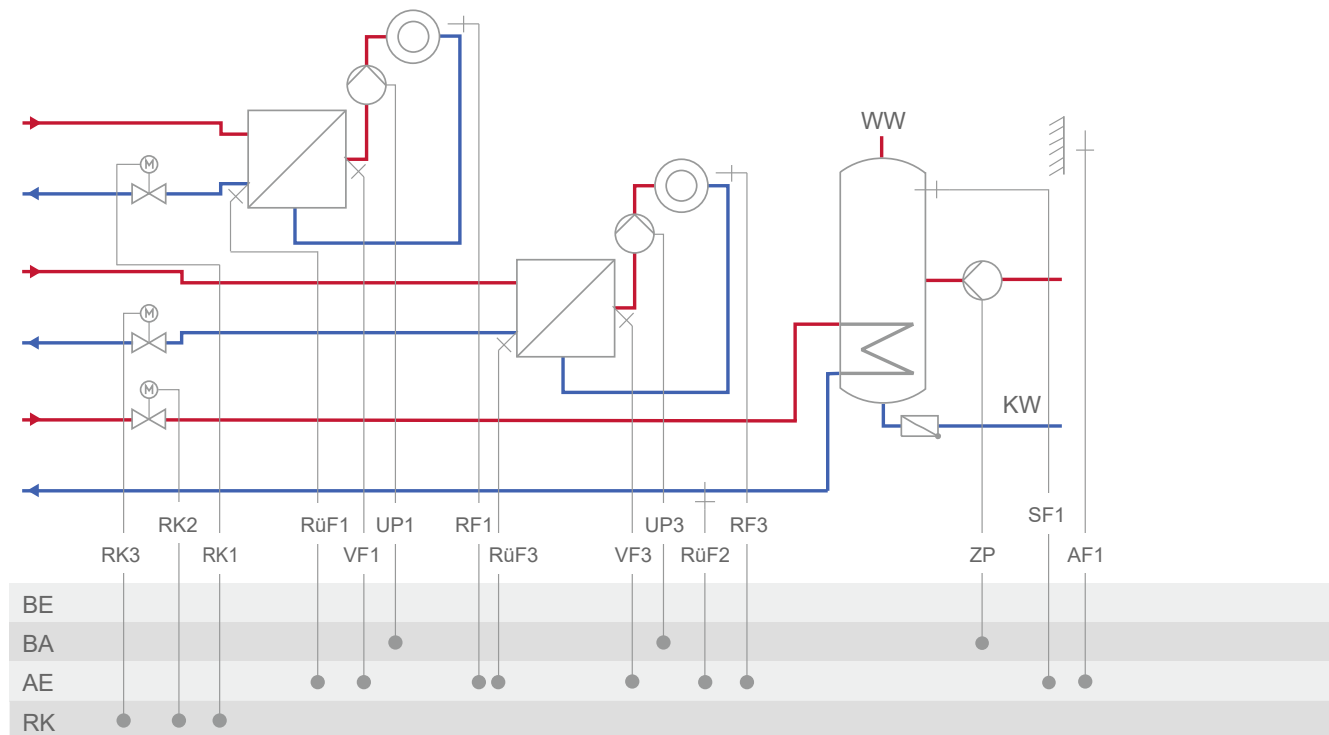 M
WW
M
M
KW
SF1
RK2 RüF1 UP1 RF1 UP3 RF3
RK3 RK1 VF1 RüF3 VF3 RüF2 ZP AF1
BE
BA
AE
RK